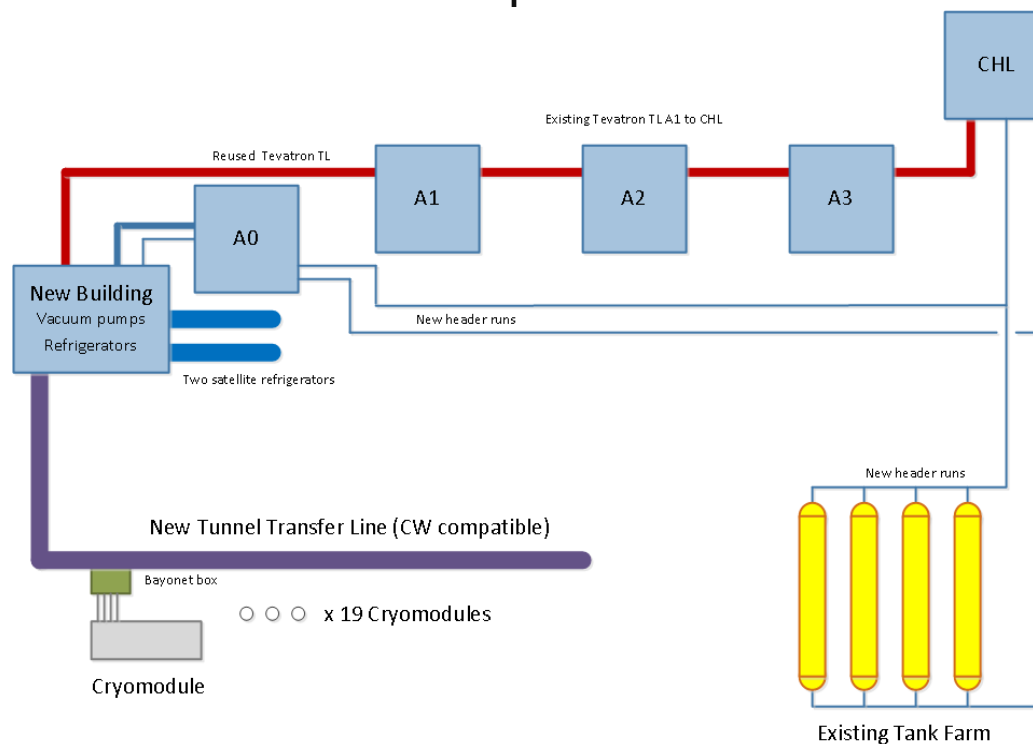 CHL
Existing Tevatron TL A1 to CHL
Reused Tevatron TL
A1
A2
A3
A0
New Building
Vacuum pumps
Refrigerators
New header runs
Two satellite refrigerators
New header runs
New Tunnel Transfer Line (CW compatible)
Bayonet box
x 19 Cryomodules
Cryomodule
Existing Tank Farm